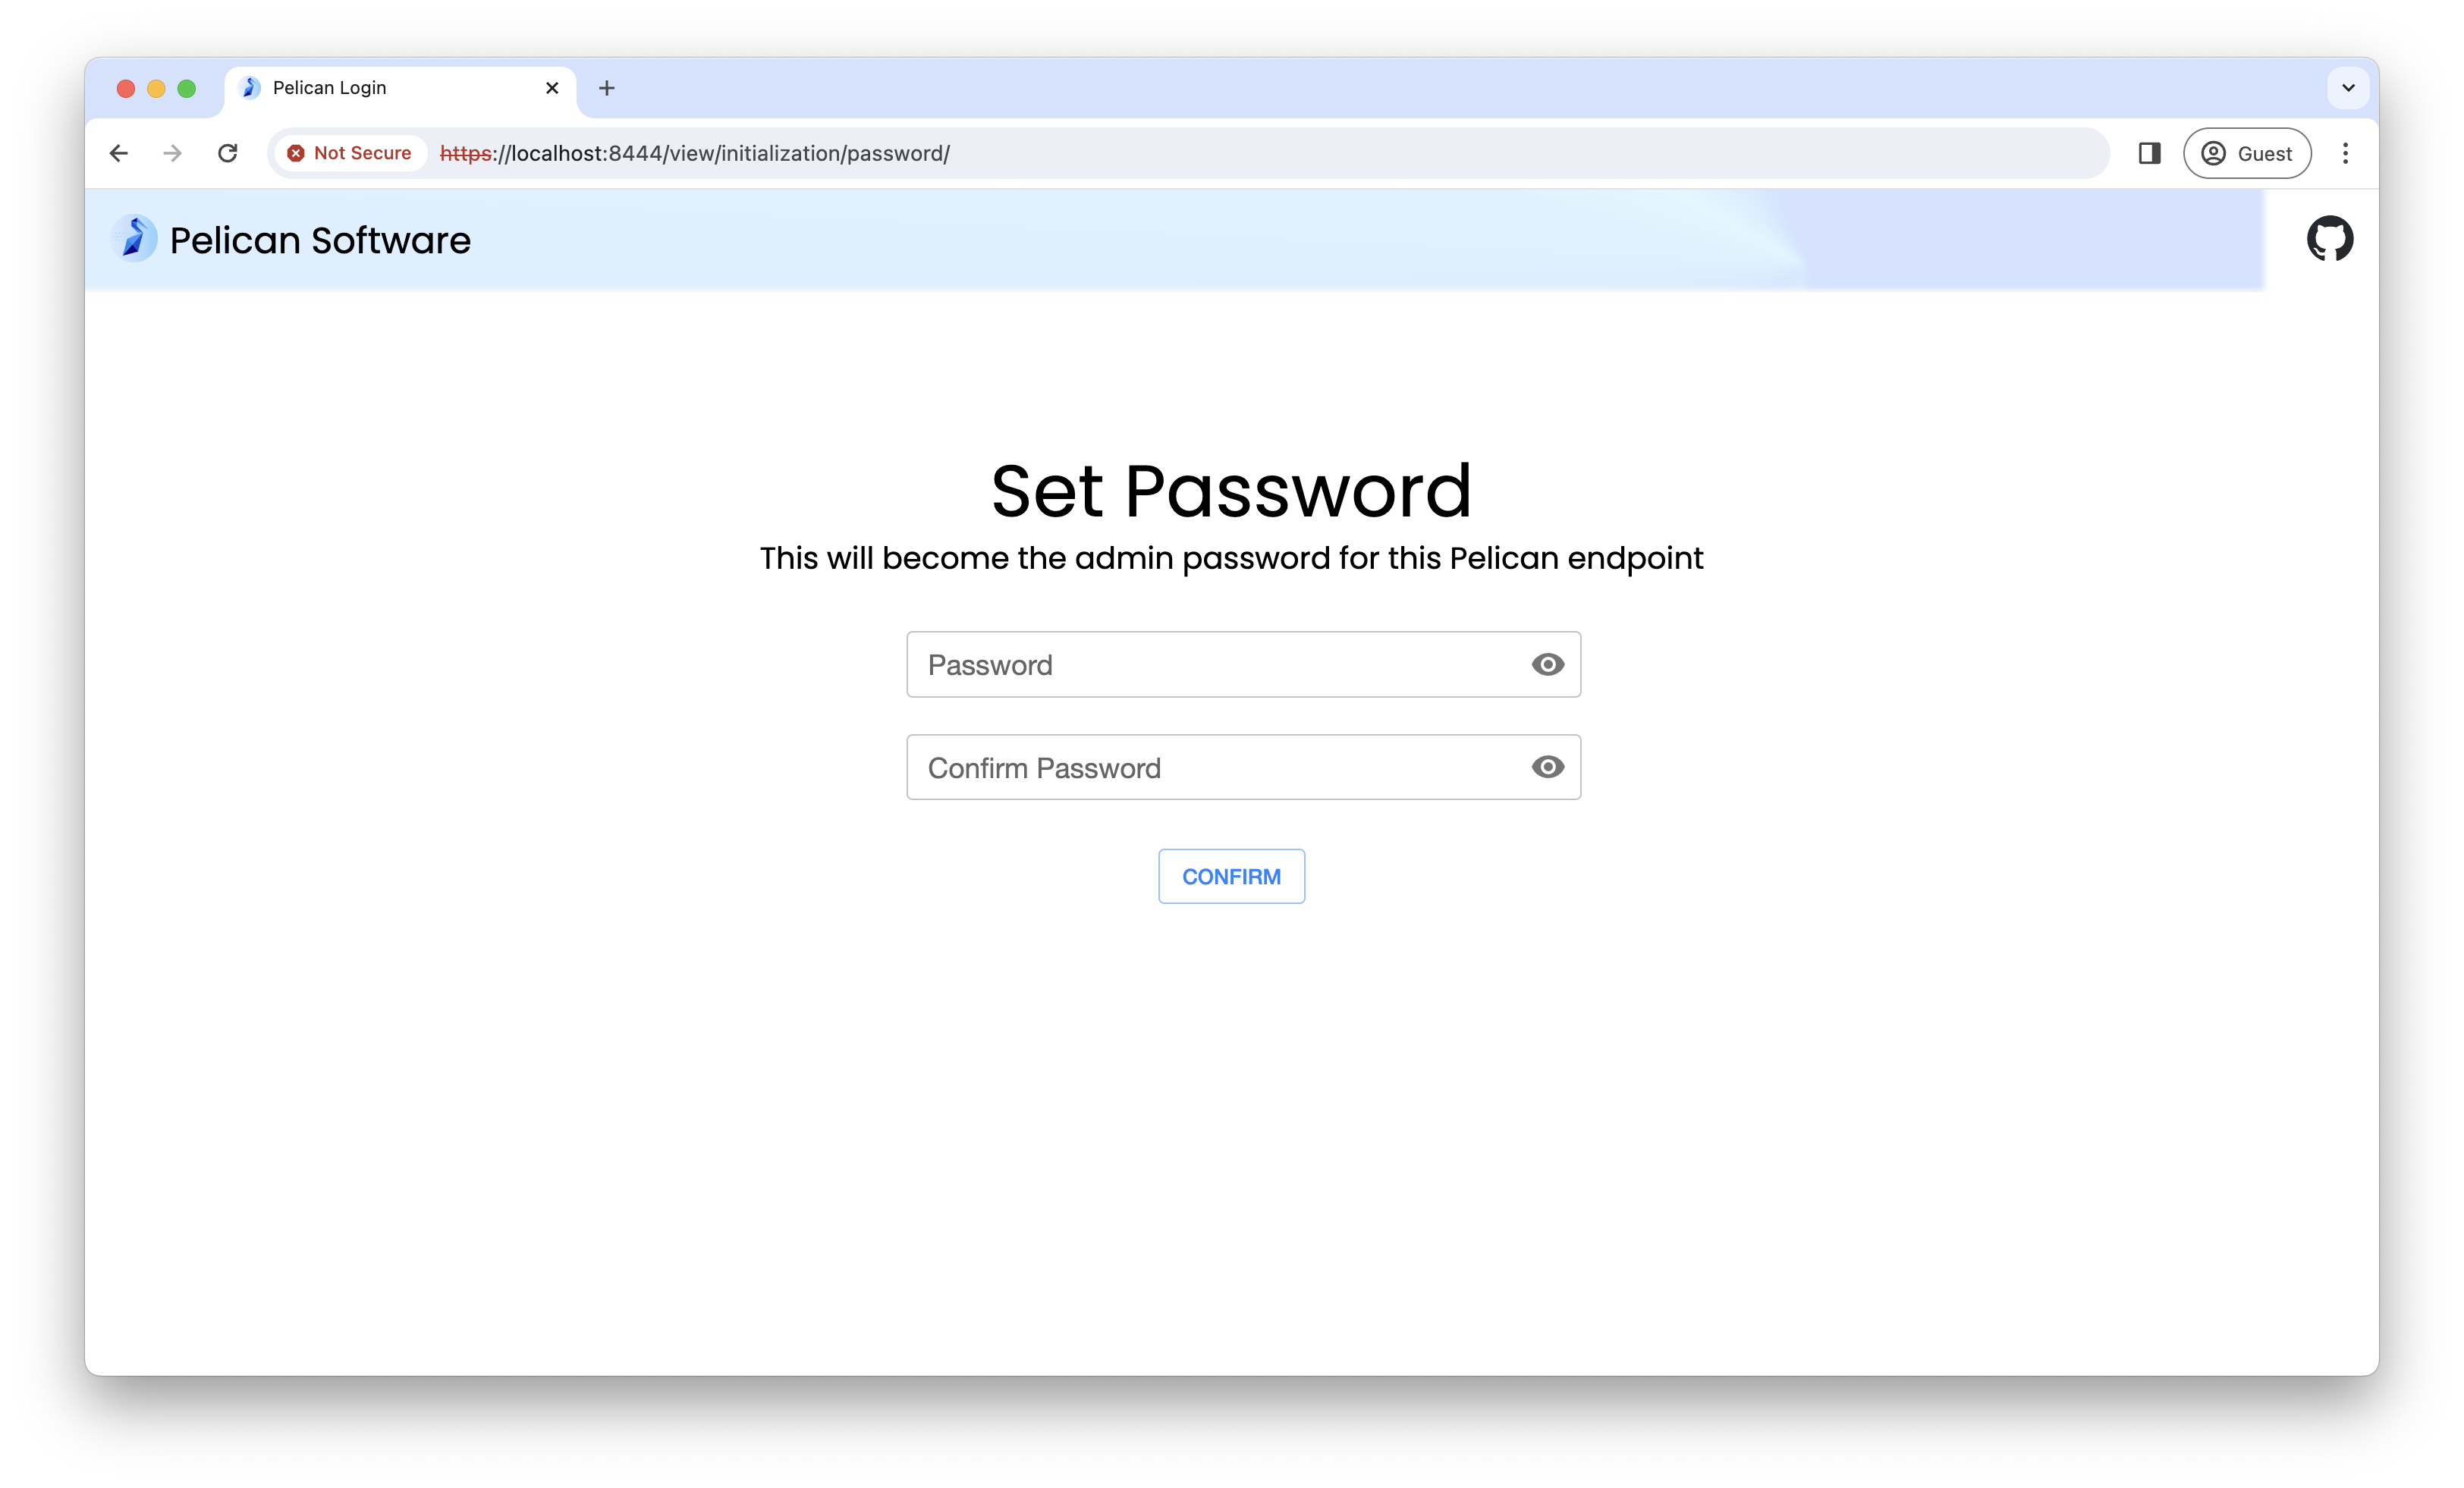 Pelican Login
Not Secure https://localhost:8444/view/initialization/password/
Guest
Pelican Software
Set Password
This will become the admin password for this Pelican endpoint
Password
Confirm Password
CONFIRM